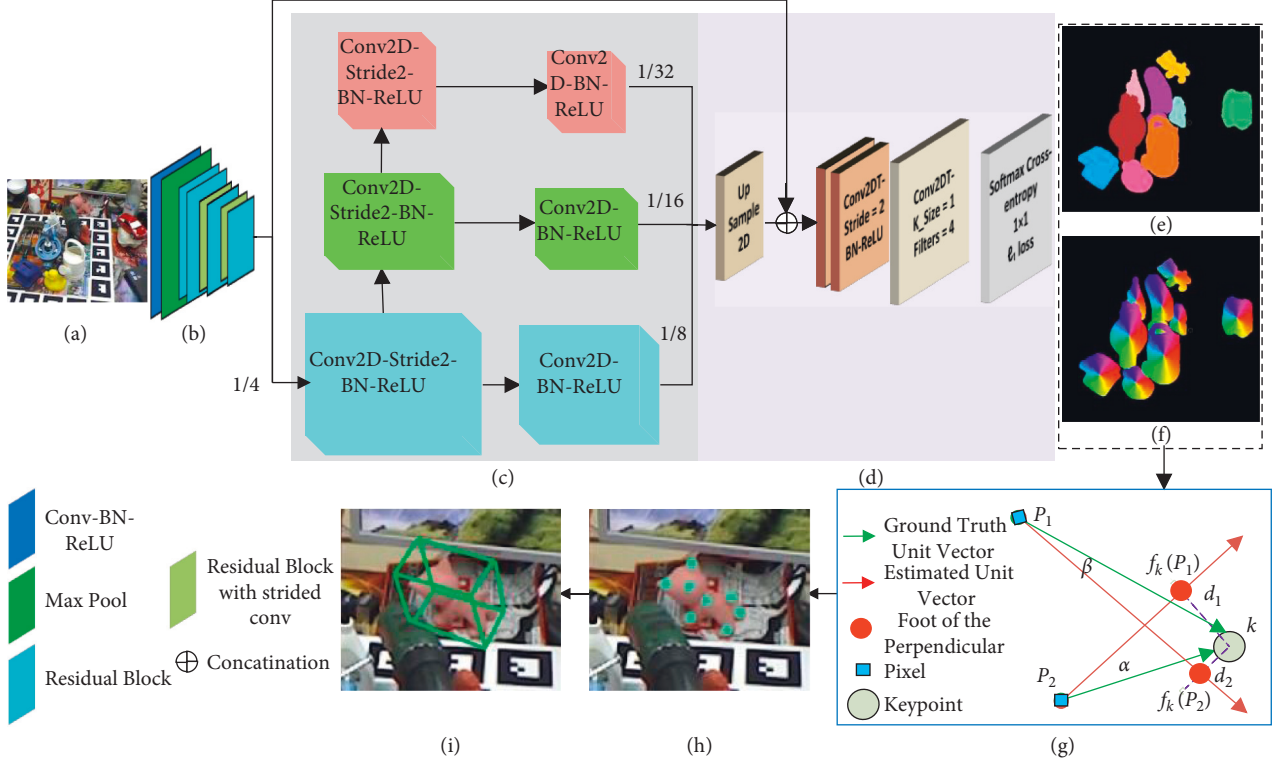 Conv2D-
Stride2-
BN-ReLU
Conv2
D-BN-
ReLU
1/32
Conv2D-
Stride2-BN-
ReLU
Conv2D-
BN-ReLU
1/16
Conv2D-Stride2-
BN-ReLU
Conv2D-
BN-ReLU
1/8
1/4
Up
Sample
2D
Conv2DT-
Stride = 2
BN-ReLU
Conv2DT-
K_Size = 1
Filters = 4
Softmax Cross-
entropy
1×1
ℓ₁ loss
(a)
(b)
(c)
(d)
(e)
(f)
Conv-BN-
ReLU
Max Pool
Residual Block
Residual Block
with strided
conv
Concatination
(i)
(h)
Ground Truth
Unit Vector
Estimated Unit
Vector
Foot of the
Perpendicular
Pixel
Keypoint
P₁
β
fₖ(P₁)
d₁
k
α
P₂
d₂
fₖ(P₂)
(g)